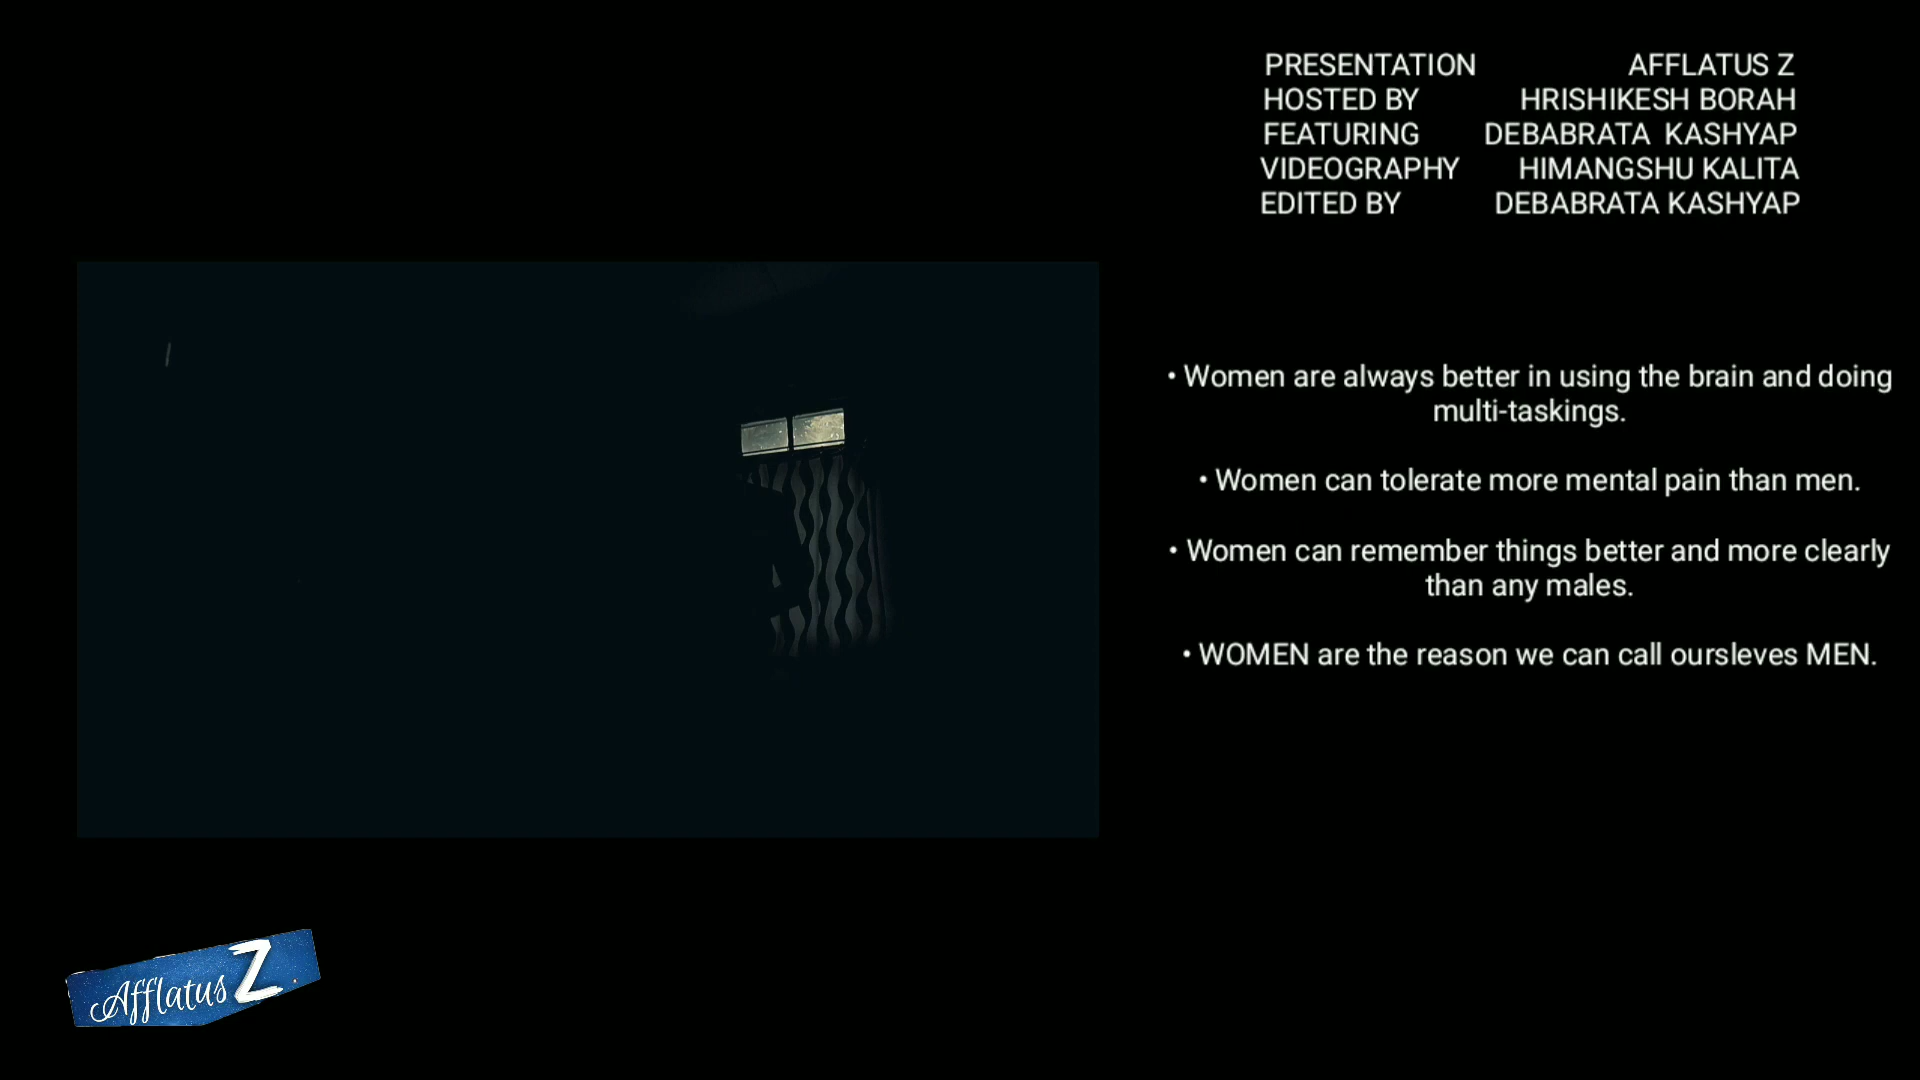 PRESENTATION AFFLATUS Z
HOSTED BY HRISHIKESH BORAH
FEATURING DEBABRATA KASHYAP
VIDEOGRAPHY HIMANGSHU KALITA
EDITED BY DEBABRATA KASHYAP
• Women are always better in using the brain and doing
multi-taskings.
• Women can tolerate more mental pain than men.
• Women can remember things better and more clearly
than any males.
• WOMEN are the reason we can call oursleves MEN.
Afflatus Z